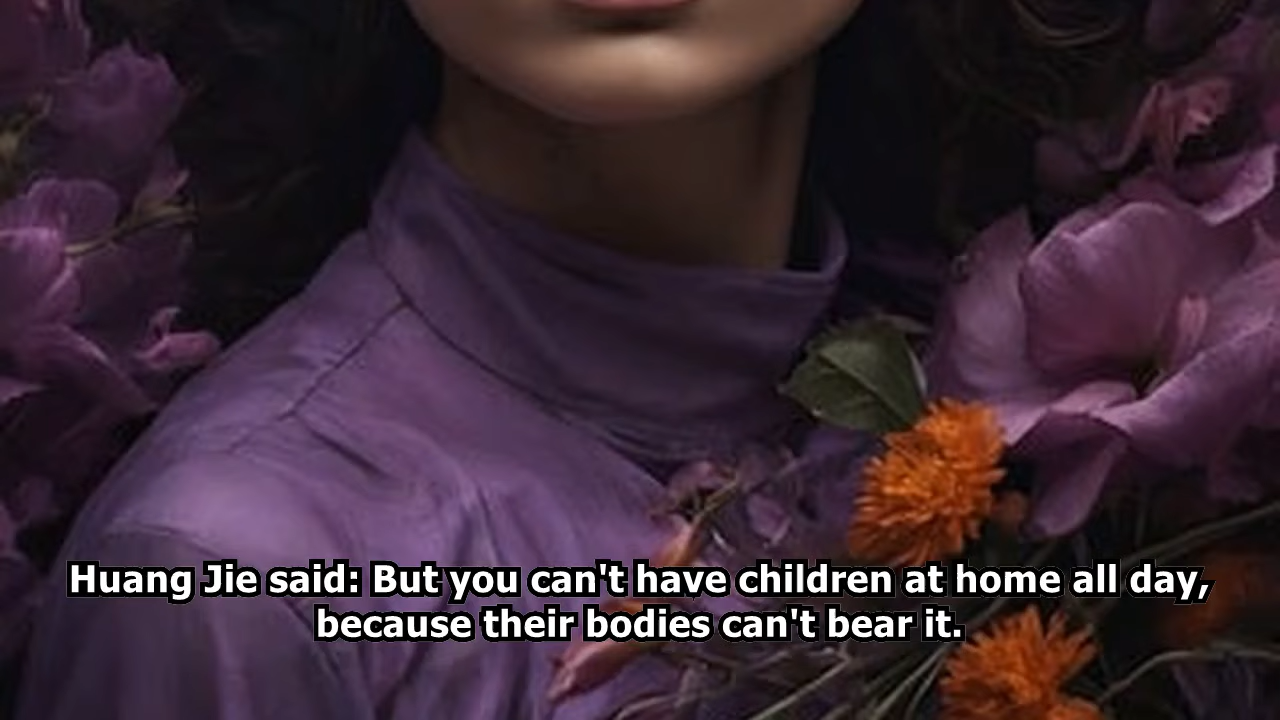 Huang Jie said: But you can't have children at home all day,
because their bodies can't bear it.